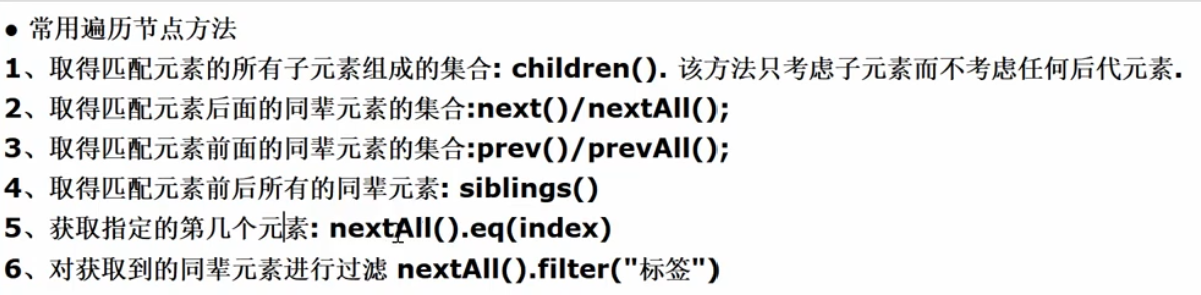 ● 常用遍历节点方法
1、取得匹配元素的所有子元素组成的集合: children(). 该方法只考虑子元素而不考虑任何后代元素.
2、取得匹配元素后面的同辈元素的集合:next()/nextAll();
3、取得匹配元素前面的同辈元素的集合:prev()/prevAll();
4、取得匹配元素前后所有的同辈元素: siblings()
5、获取指定的第几个元素: nextAll().eq(index)
6、对获取到的同辈元素进行过滤 nextAll().filter("标签")